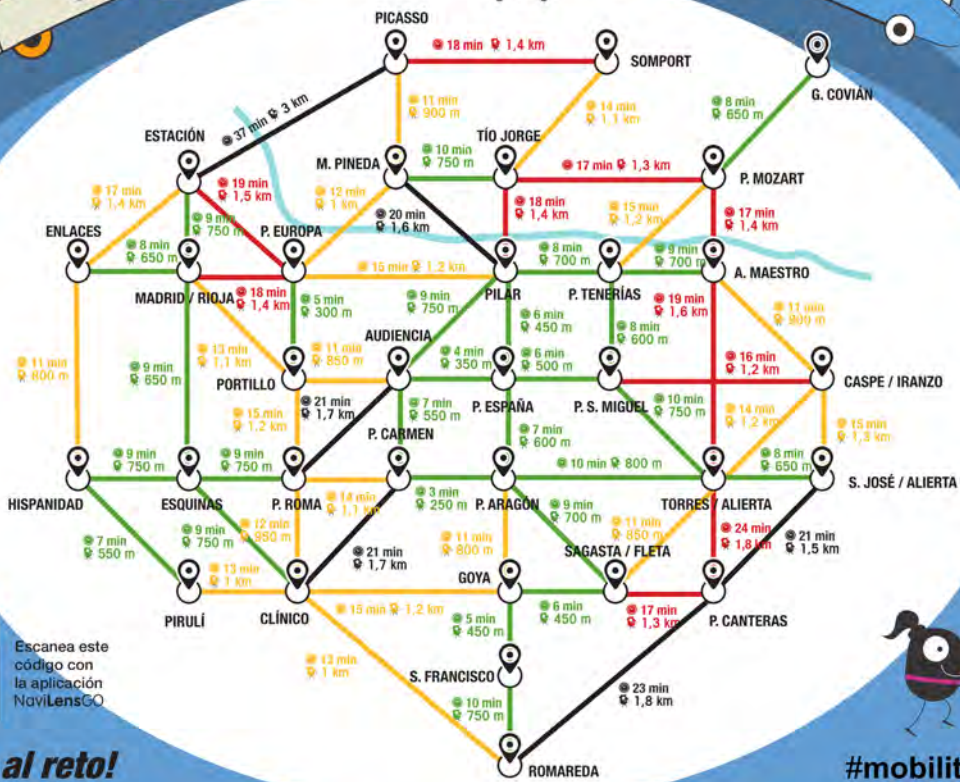 PICASSO
18 min 1,4 km
SOMPORT
G. COVIÁN
11 min
900 m
14 min
1,1 km
8 min
650 m
37 min 3 km
ESTACIÓN
M. PINEDA
10 min
750 m
TÍO JORGE
17 min 1,3 km
P. MOZART
17 min
1,4 km
19 min
1,5 km
12 min
1 km
20 min
1,6 km
18 min
1,4 km
15 min
1,2 km
17 min
1,4 km
ENLACES
9 min
750 m
P. EUROPA
8 min
650 m
15 min 1,2 km
8 min
700 m
9 min
700 m
A. MAESTRO
MADRID / RIOJA
18 min
1,4 km
5 min
300 m
9 min
750 m
PILAR
P. TENERÍAS
19 min
1,6 km
11 min
900 m
6 min
450 m
8 min
600 m
AUDIENCIA
11 min
800 m
9 min
650 m
13 min
1,1 km
11 min
850 m
4 min
350 m
6 min
500 m
16 min
1,2 km
CASPE / IRANZO
PORTILLO
21 min
1,7 km
P. ESPAÑA
P. S. MIGUEL
10 min
750 m
14 min
1,2 km
15 min
1,3 km
15 min
1,2 km
7 min
550 m
P. CARMEN
7 min
600 m
9 min
750 m
9 min
750 m
10 min 800 m
8 min
650 m
HISPANIDAD
ESQUINAS
P. ROMA
14 min
1,1 km
3 min
250 m
P. ARAGÓN
TORRES / ALIERTA
S. JOSÉ / ALIERTA
7 min
550 m
9 min
750 m
12 min
950 m
21 min
1,7 km
11 min
800 m
9 min
700 m
11 min
850 m
24 min
1,8 km
21 min
1,5 km
SAGASTA / FLETA
13 min
1 km
GOYA
PIRULÍ
CLÍNICO
15 min 1,2 km
5 min
450 m
6 min
450 m
17 min
1,3 km
P. CANTERAS
Escanea este
código con
la aplicación
NaviLensGO
13 min
1 km
S. FRANCISCO
23 min
1,8 km
10 min
750 m
ROMAREDA
al reto!
#mobilit